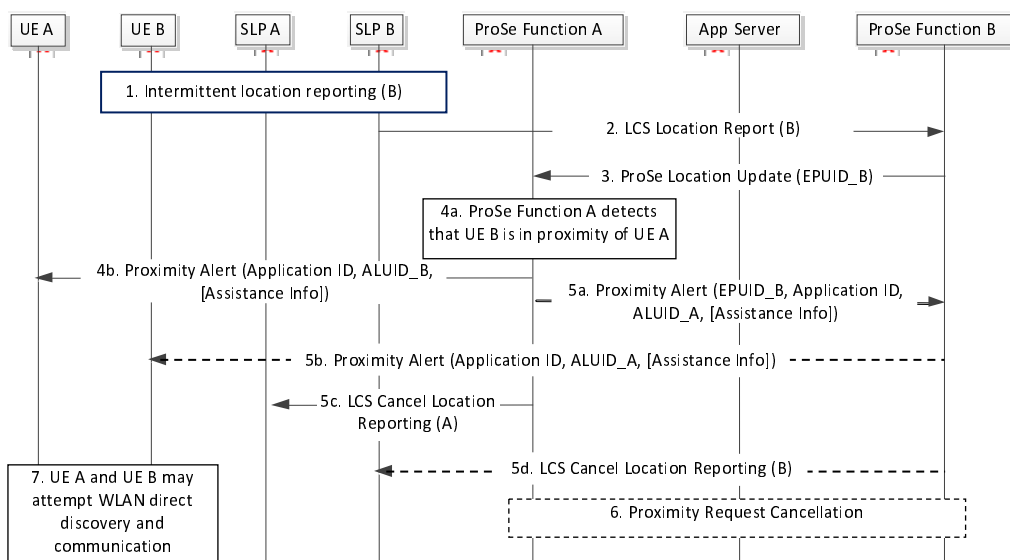 UE A
UE B
SLP A
SLP B
ProSe Function A
App Server
ProSe Function B
1. Intermittent location reporting (B)
2. LCS Location Report (B)
3. ProSe Location Update (EPUID_B)
4a. ProSe Function A detects
that UE B is in proximity of UE A
4b. Proximity Alert (Application ID, ALUID_B,
[Assistance Info])
5a. Proximity Alert (EPUID_B, Application ID,
ALUID_A, [Assistance Info])
5b. Proximity Alert (Application ID, ALUID_A, [Assistance Info])
5c. LCS Cancel Location
Reporting (A)
5d. LCS Cancel Location Reporting (B)
6. Proximity Request Cancellation
7. UE A and UE B may
attempt WLAN direct
discovery and
communication